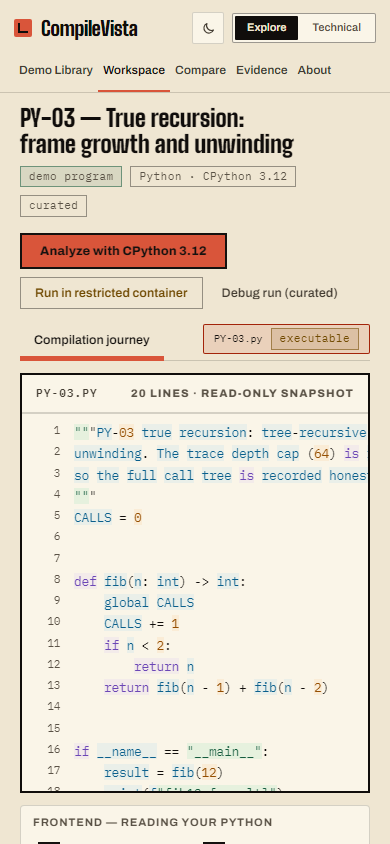 CompileVista
Explore Technical
Demo Library Workspace Compare Evidence About
PY-03 — True recursion:
frame growth and unwinding
demo program Python · CPython 3.12
curated
Analyze with CPython 3.12
Run in restricted container Debug run (curated)
Compilation journey PY-03.py executable
PY-03.PY 20 LINES · READ-ONLY SNAPSHOT
1 """PY-03 true recursion: tree-recursive
2 unwinding. The trace depth cap (64) is
3 so the full call tree is recorded hones
4 """
5 CALLS = 0
6
7
8 def fib(n: int) -> int:
9 global CALLS
10 CALLS += 1
11 if n < 2:
12 return n
13 return fib(n - 1) + fib(n - 2)
14
15
16 if __name__ == "__main__":
17 result = fib(12)
FRONTEND — READING YOUR PYTHON